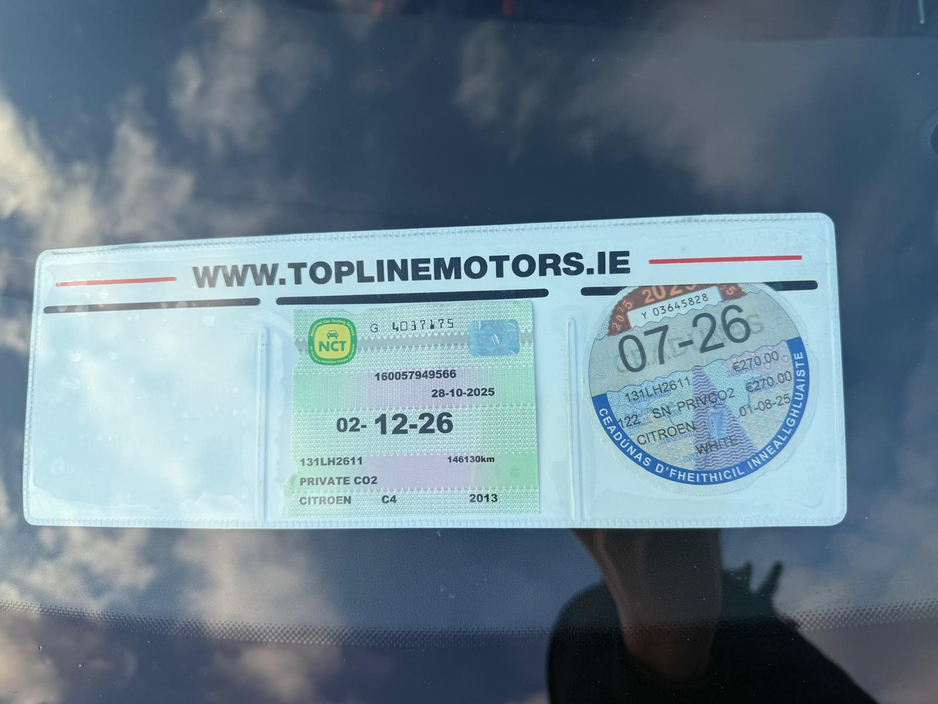 WWW.TOPLINEMOTORS.IE
NCT
G 4037175
160057949566
28-10-2025
02- 12-26
131LH2611 146130km
PRIVATE CO2
CITROEN C4 2013
Y 03645828
07-26
131LH2611 €270.00
122 SN PRIVCO2 €270.00
CITROEN 01-08-25
WHITE
CEADÚNAS D'FHEITHICIL INNEALLGHLUAISTE